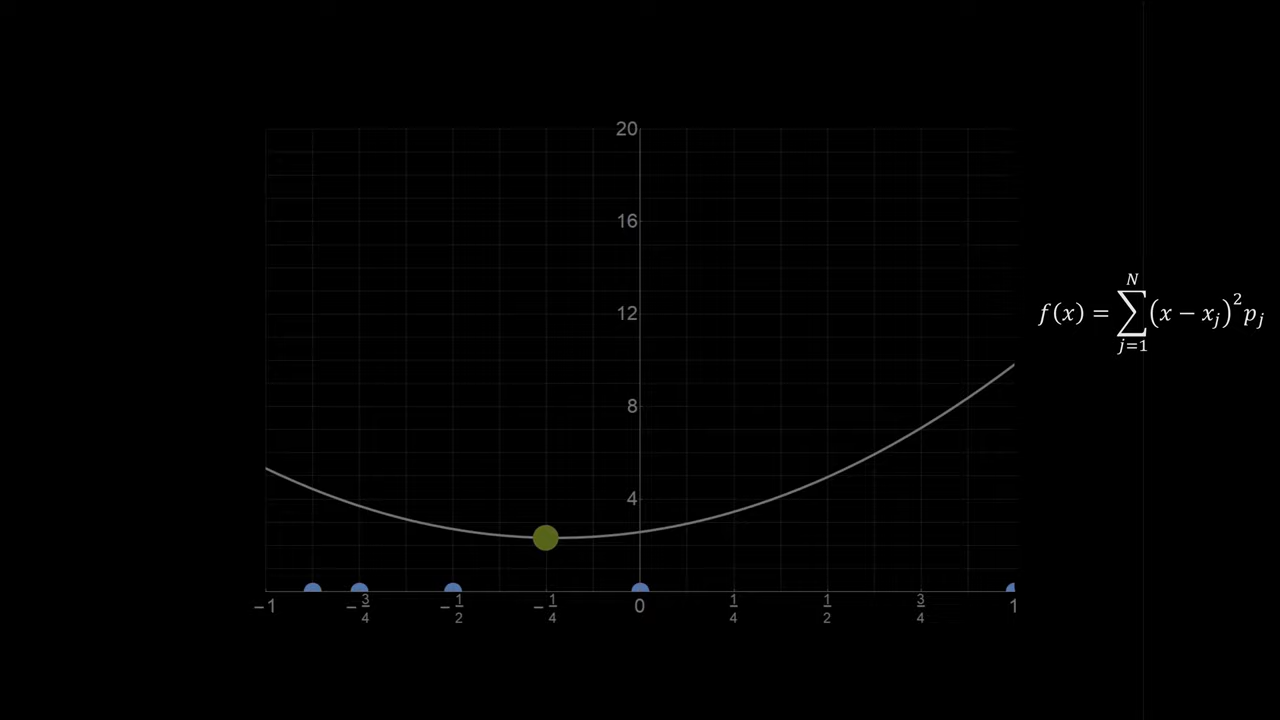 20
16
12
8
4
−1 −3/4 −1/2 −1/4 0 1/4 1/2 3/4 1
f(x) = ∑_{j=1}^{N} (x − x_j)^2 p_j